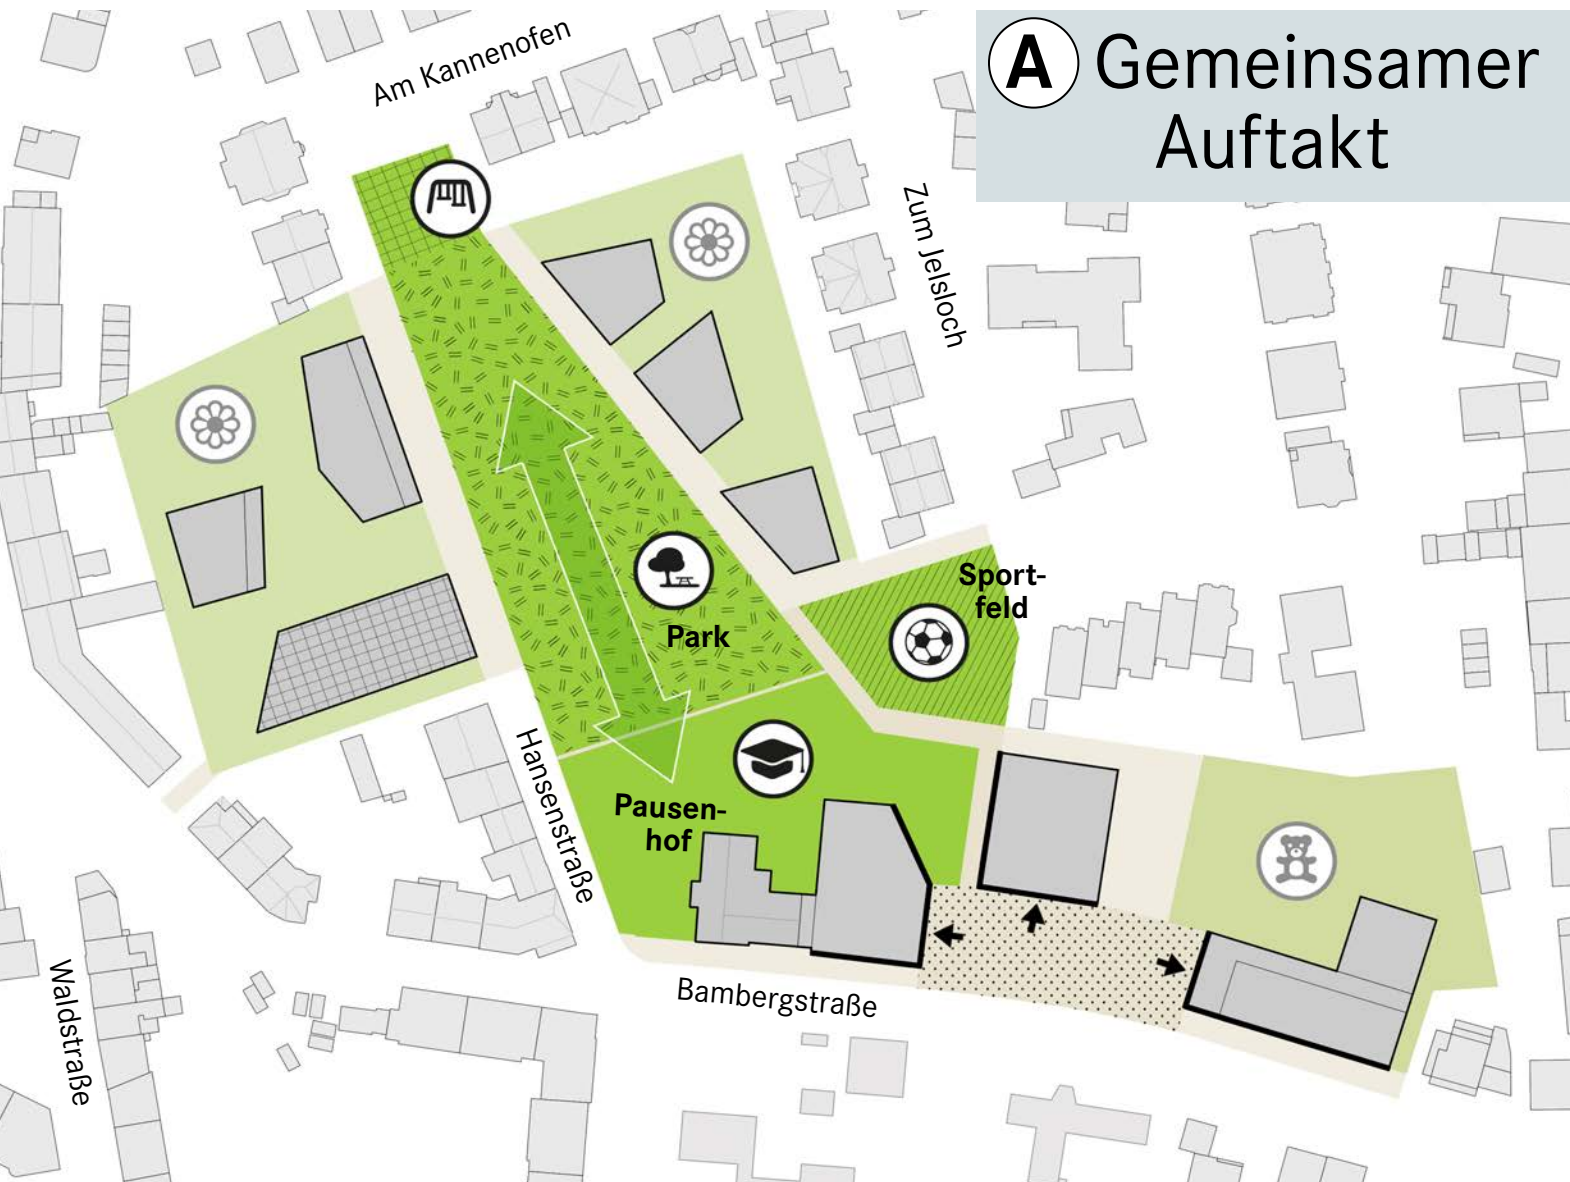 A Gemeinsamer
Auftakt
Am Kannenofen
Zum Jelsloch
Sport-
feld
Park
Hansenstraße
Pausen-
hof
Waldstraße
Bambergstraße